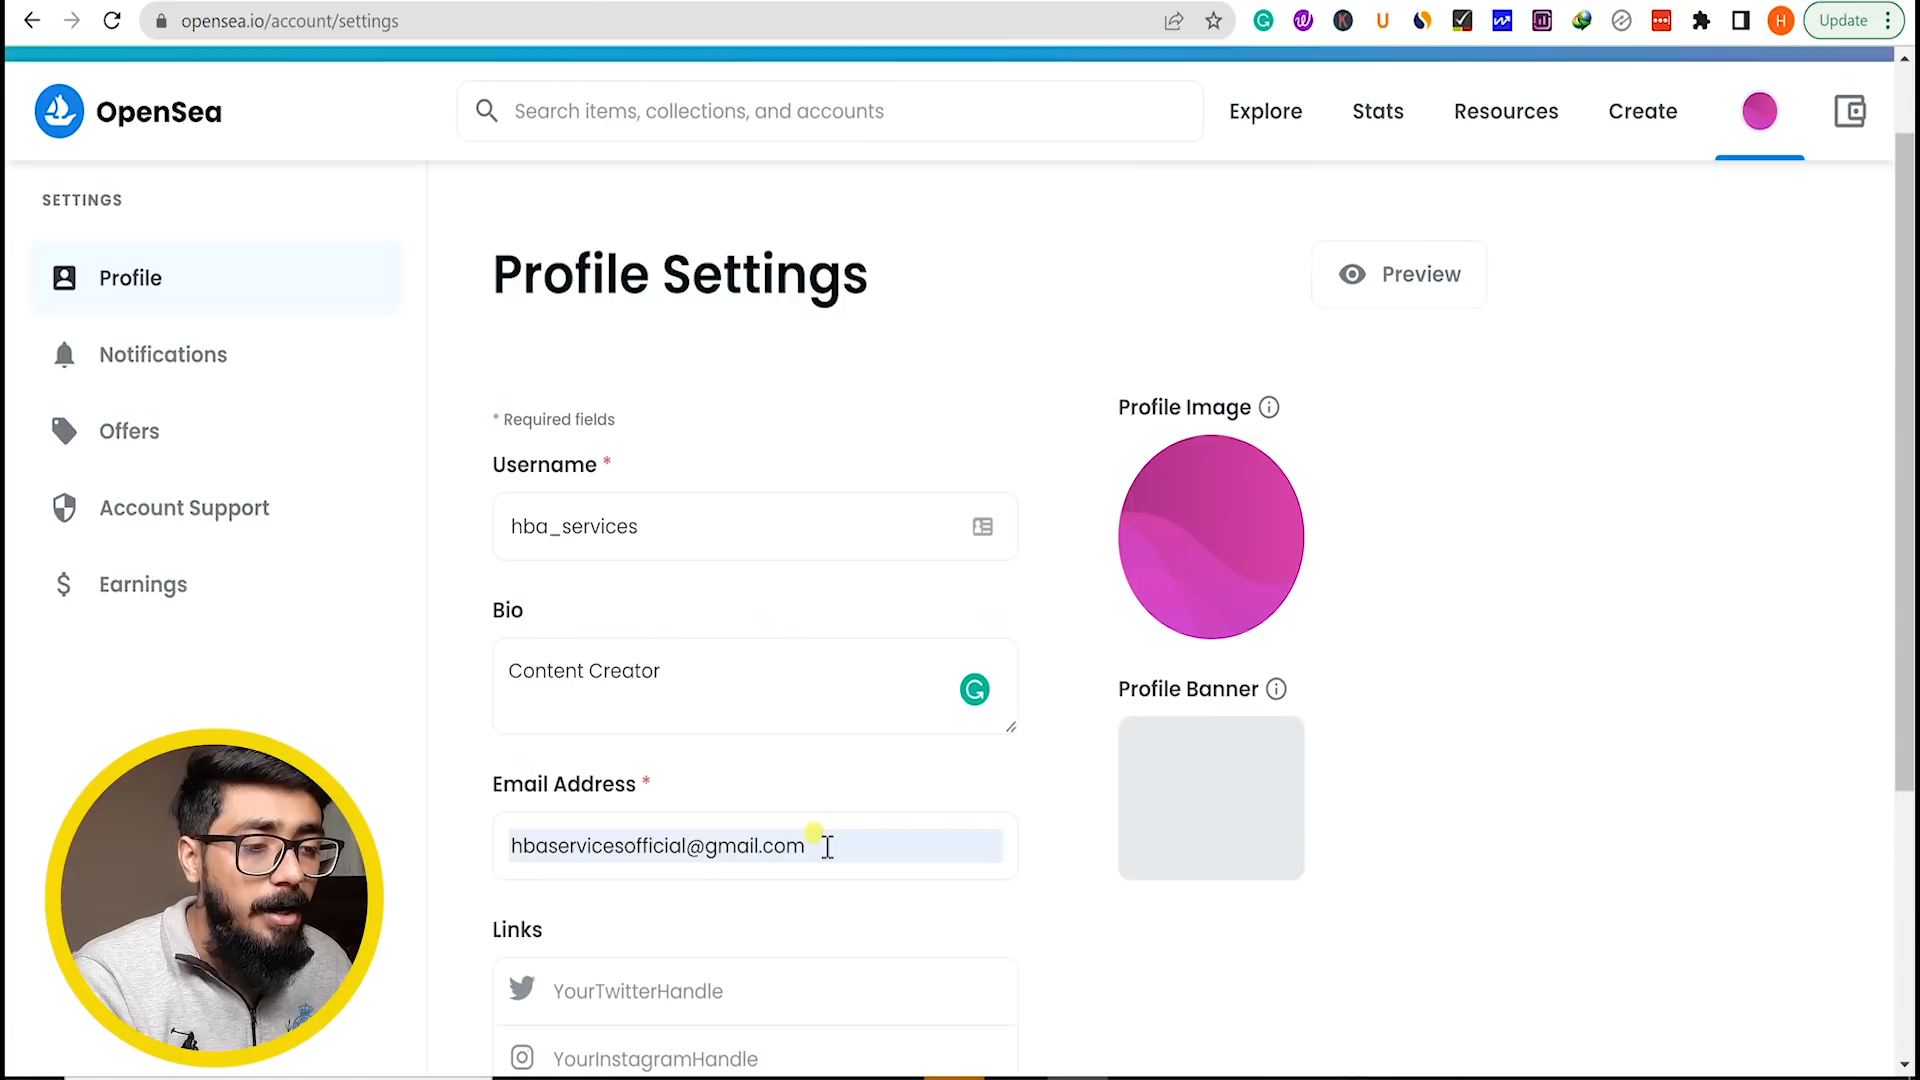 opensea.io/account/settings
H
Update
OpenSea
Search items, collections, and accounts
Explore
Stats
Resources
Create
SETTINGS
Profile
Notifications
Offers
Account Support
Earnings
Profile Settings
Preview
* Required fields
Username *
hba_services
Bio
Content Creator
Email Address *
hbaservicesofficial@gmail.com
Links
YourTwitterHandle
YourInstagramHandle
Profile Image
Profile Banner